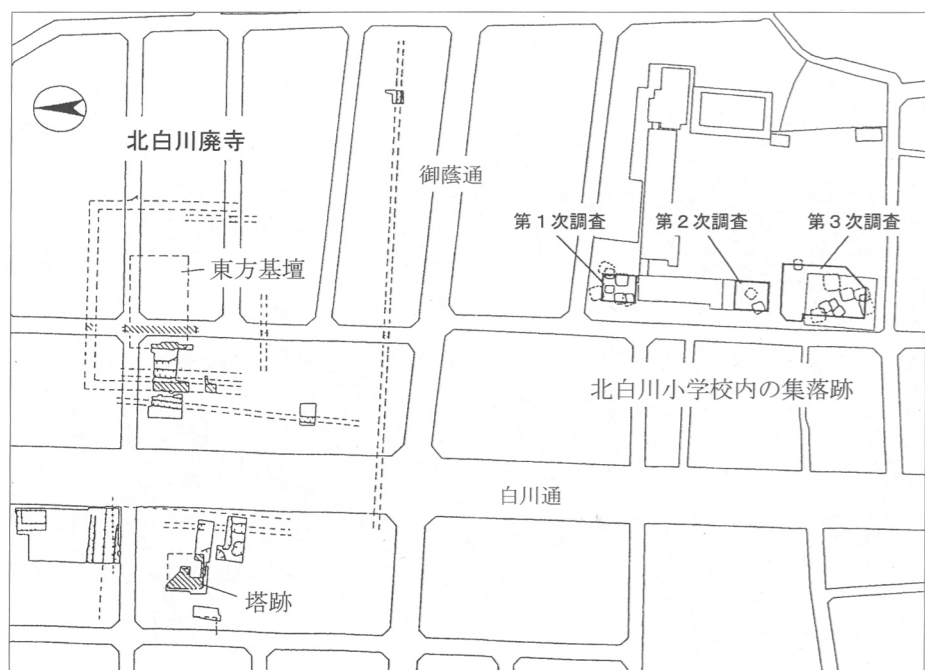 北白川廃寺
御蔭通
第1次調査
第2次調査
第3次調査
東方基壇
北白川小学校内の集落跡
白川通
塔跡